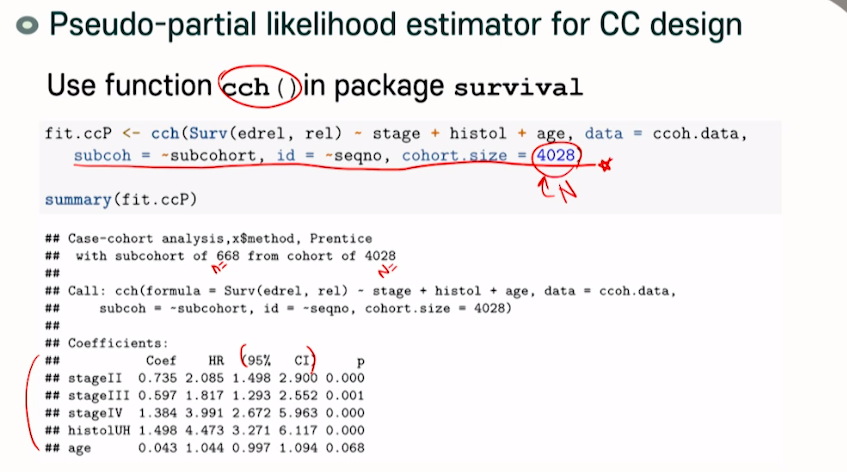 Pseudo-partial likelihood estimator for CC design
Use function cch() in package survival
fit.ccP <- cch(Surv(edrel, rel) ~ stage + histol + age, data = ccoh.data,
subcoh = ~subcohort, id = ~seqno, cohort.size = 4028)
N
summary(fit.ccP)
## Case-cohort analysis,x$method, Prentice
## with subcohort of 668 from cohort of 4028
n= N=
##
## Call: cch(formula = Surv(edrel, rel) ~ stage + histol + age, data = ccoh.data,
## subcoh = ~subcohort, id = ~seqno, cohort.size = 4028)
##
## Coefficients:
## Coef HR (95% CI) p
## stageII 0.735 2.085 1.498 2.900 0.000
## stageIII 0.597 1.817 1.293 2.552 0.001
## stageIV 1.384 3.991 2.672 5.963 0.000
## histolUH 1.498 4.473 3.271 6.117 0.000
## age 0.043 1.044 0.997 1.094 0.068